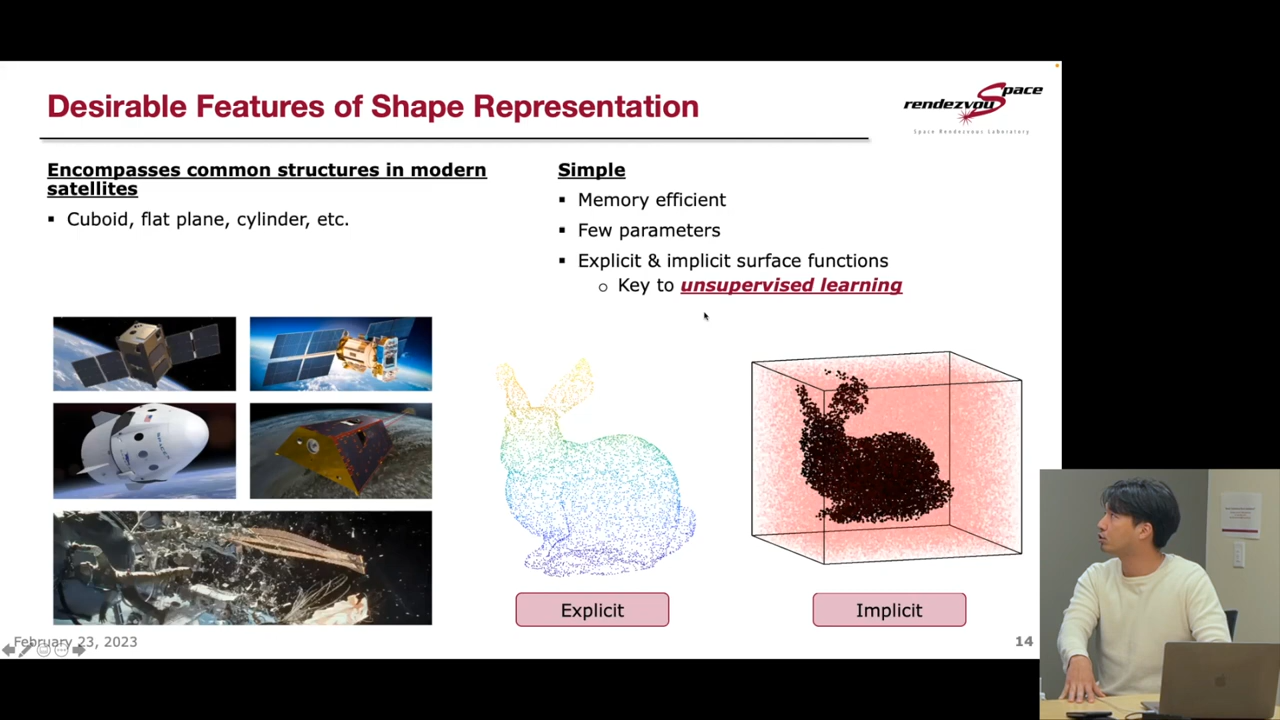 Desirable Features of Shape Representation
rendezvouSpace
Space Rendezvous Laboratory
Encompasses common structures in modern
satellites
▪ Cuboid, flat plane, cylinder, etc.
Simple
▪ Memory efficient
▪ Few parameters
▪ Explicit & implicit surface functions
o Key to unsupervised learning
Explicit
Implicit
February 23, 2023
14